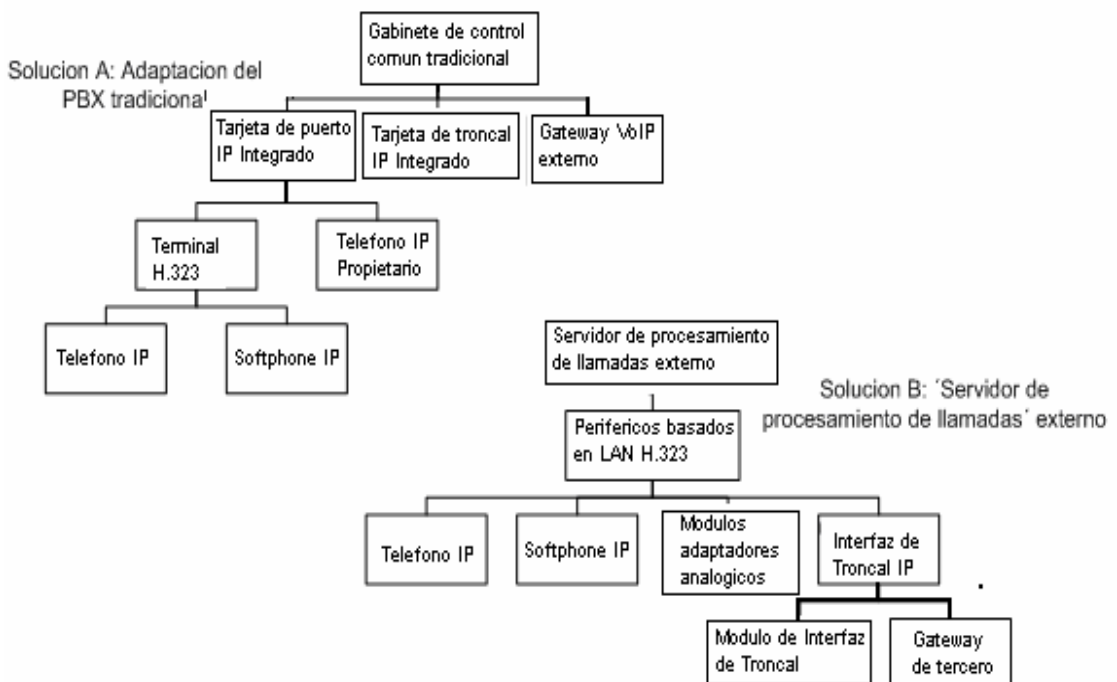 Gabinete de control
comun tradicional
Solucion A: Adaptacion del
PBX tradicional
Tarjeta de puerto
IP Integrado
Tarjeta de troncal
IP Integrado
Gateway VoIP
externo
Terminal
H.323
Telefono IP
Propietario
Telefono IP
Softphone IP
Servidor de procesamiento
de llamadas externo
Solucion B: ´Servidor de
procesamiento de llamadas´ externo
Perifericos basados
en LAN H.323
Telefono IP
Softphone IP
Modulos
adaptadores
analogicos
Interfaz de
Troncal IP
Modulo de Interfaz
de Troncal
Gateway
de tercero